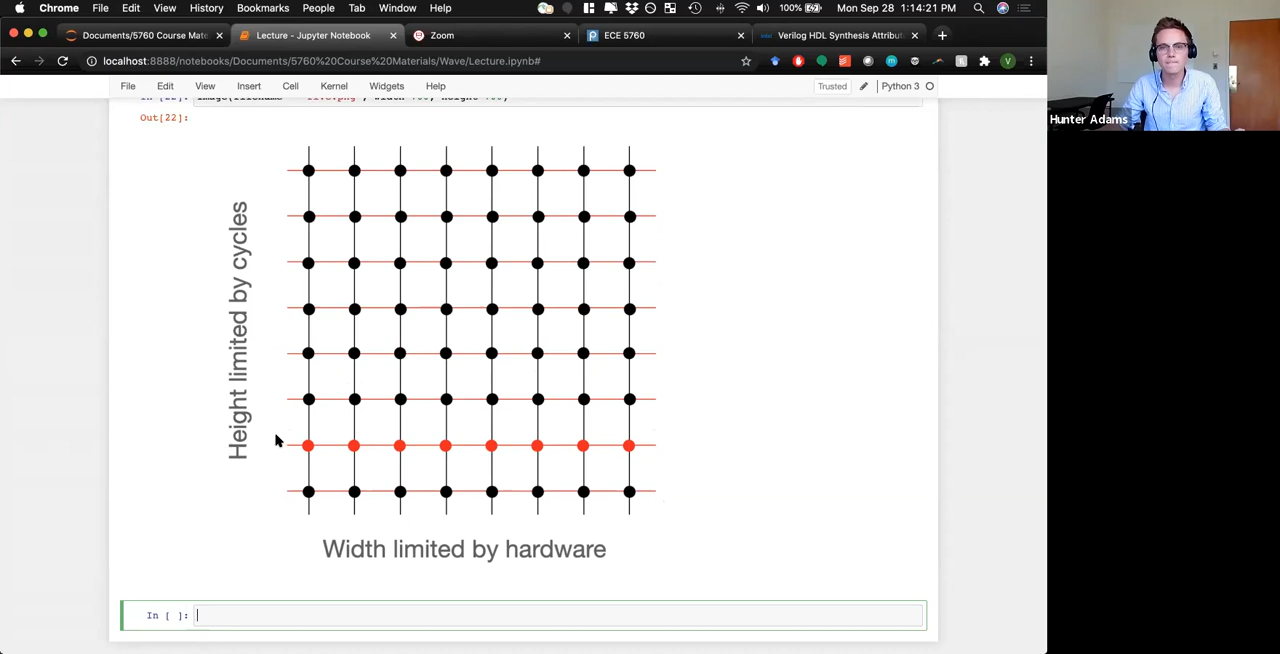 Chrome File Edit View History Bookmarks People Tab Window Help 100% Mon Sep 28 1:14:21 PM
Documents/5760 Course Mate Lecture - Jupyter Notebook Zoom ECE 5760 Verilog HDL Synthesis Attribut
localhost:8888/notebooks/Documents/5760%20Course%20Materials/Wave/Lecture.ipynb# V
File Edit View Insert Cell Kernel Widgets Help Trusted Python 3
Hunter Adams
Out[22]:
Height limited by cycles
Width limited by hardware
In [ ]: